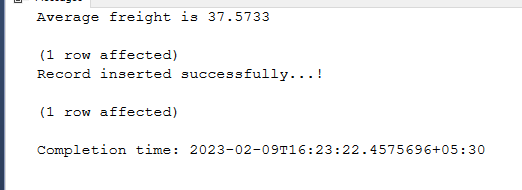 Average freight is 37.5733
(1 row affected)
Record inserted successfully...!
(1 row affected)
Completion time: 2023-02-09T16:23:22.4575696+05:30